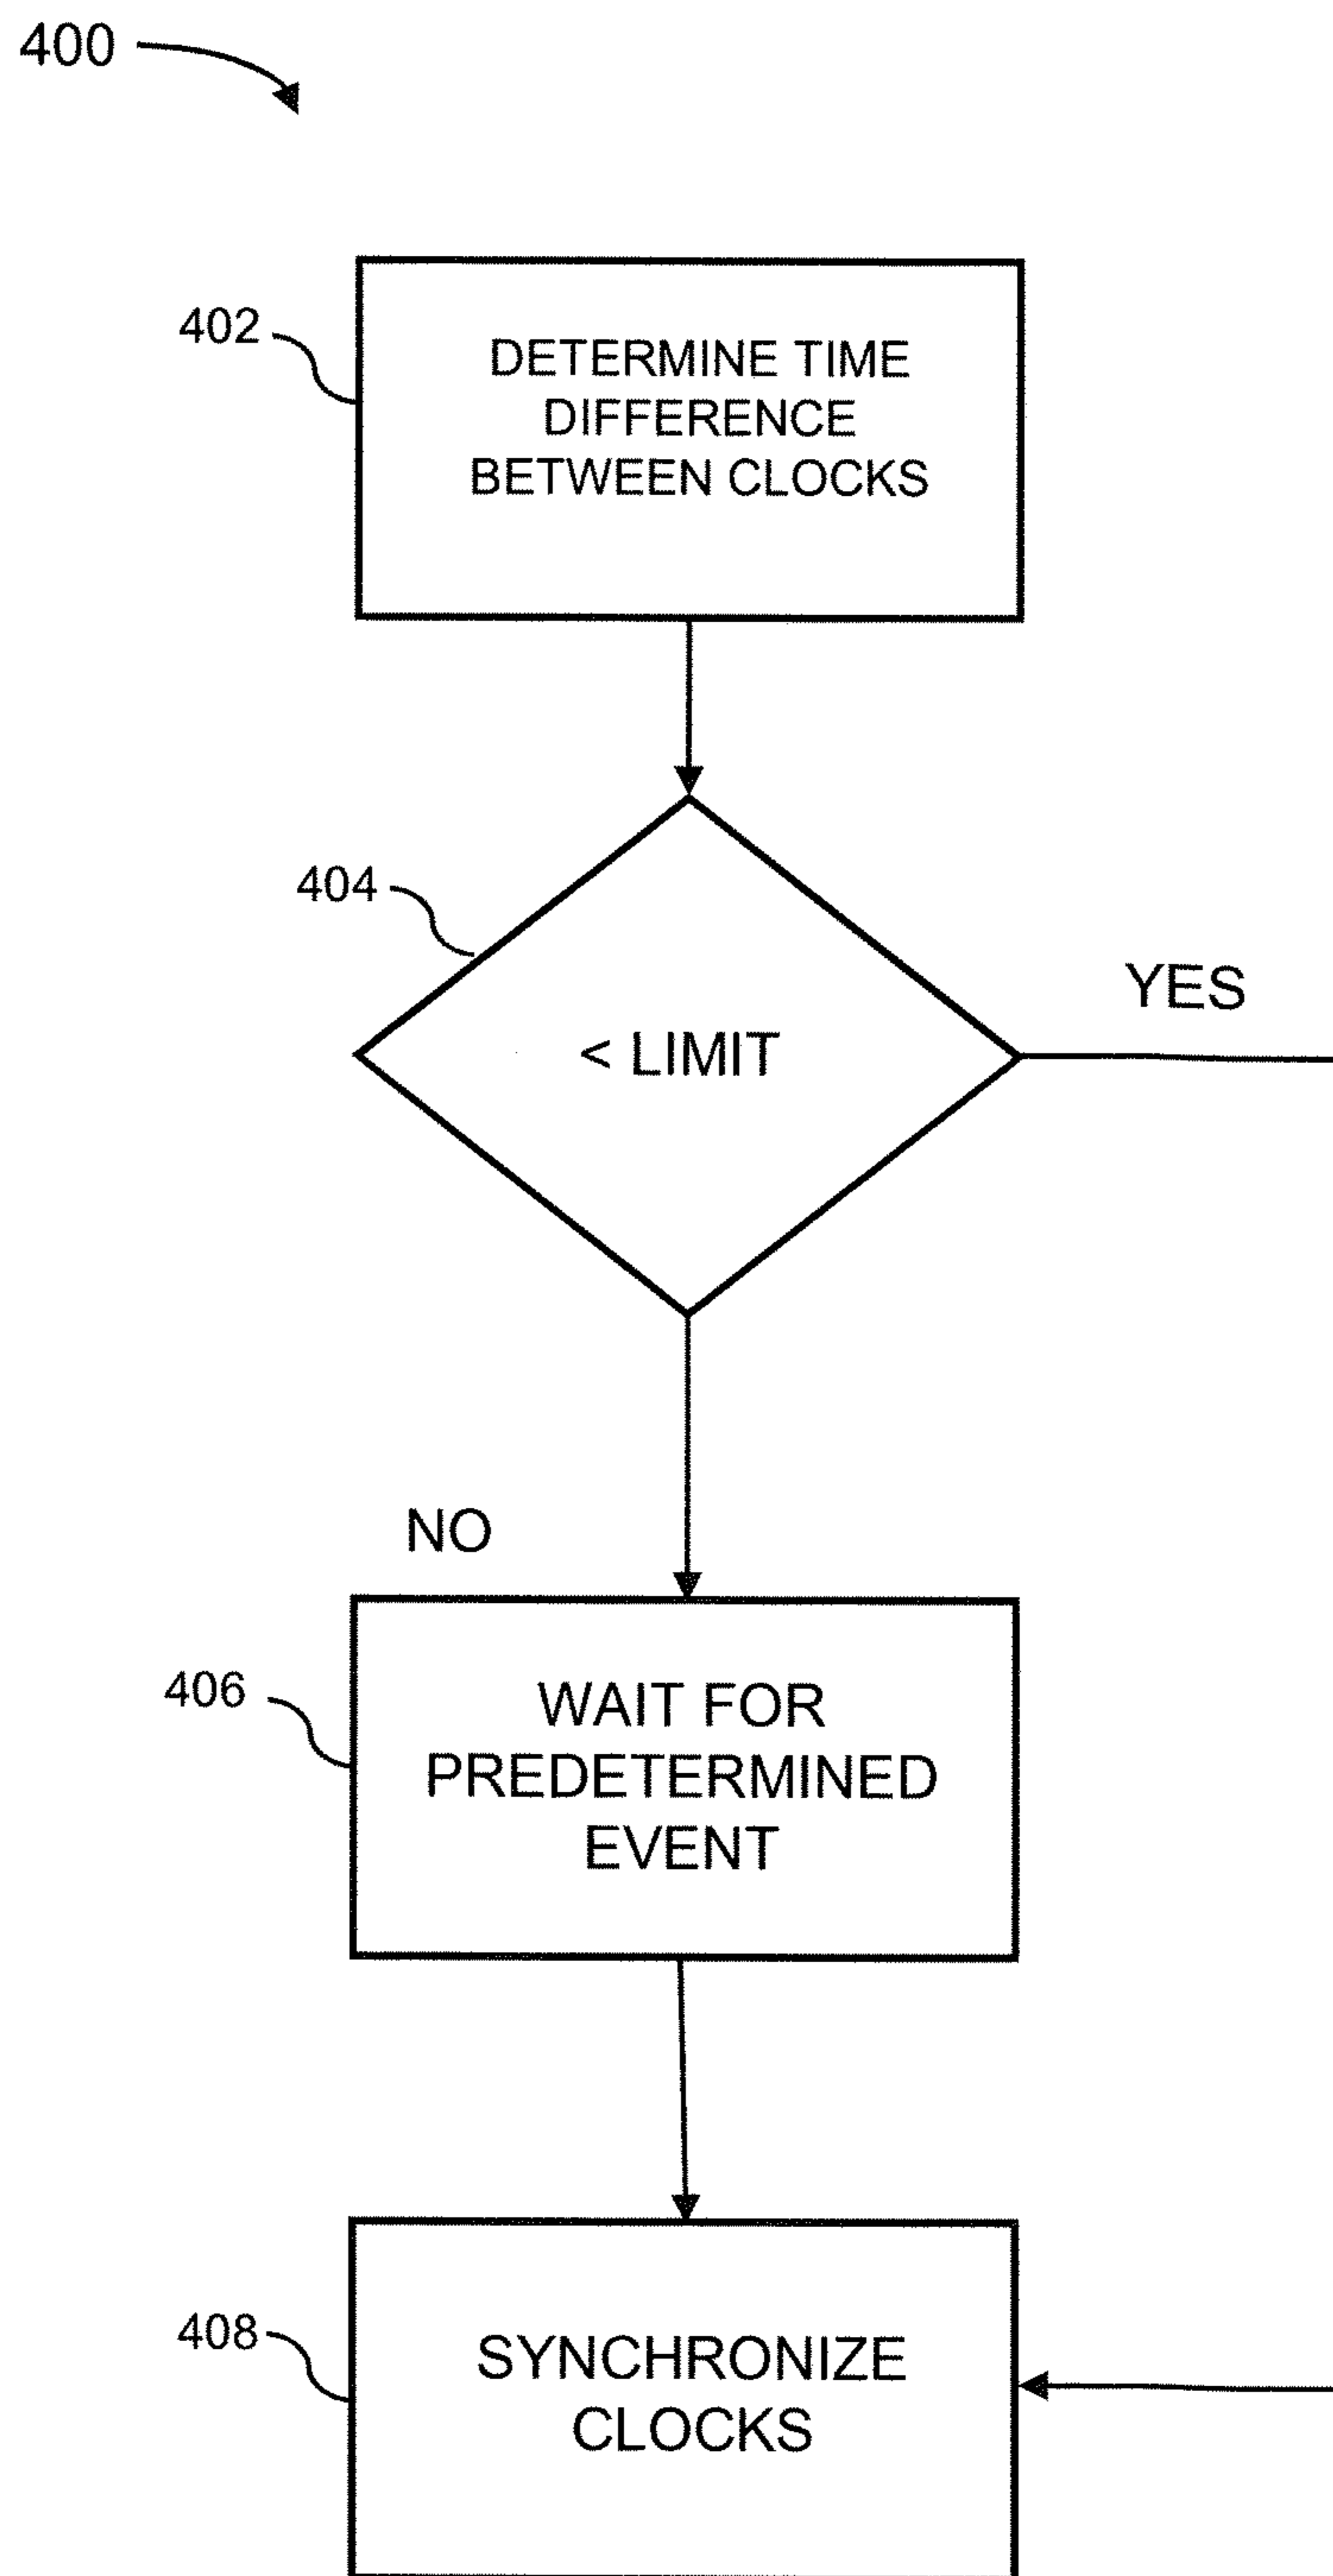 400
402
DETERMINE TIME
DIFFERENCE
BETWEEN CLOCKS
404
< LIMIT
YES
NO
406
WAIT FOR
PREDETERMINED
EVENT
408
SYNCHRONIZE
CLOCKS